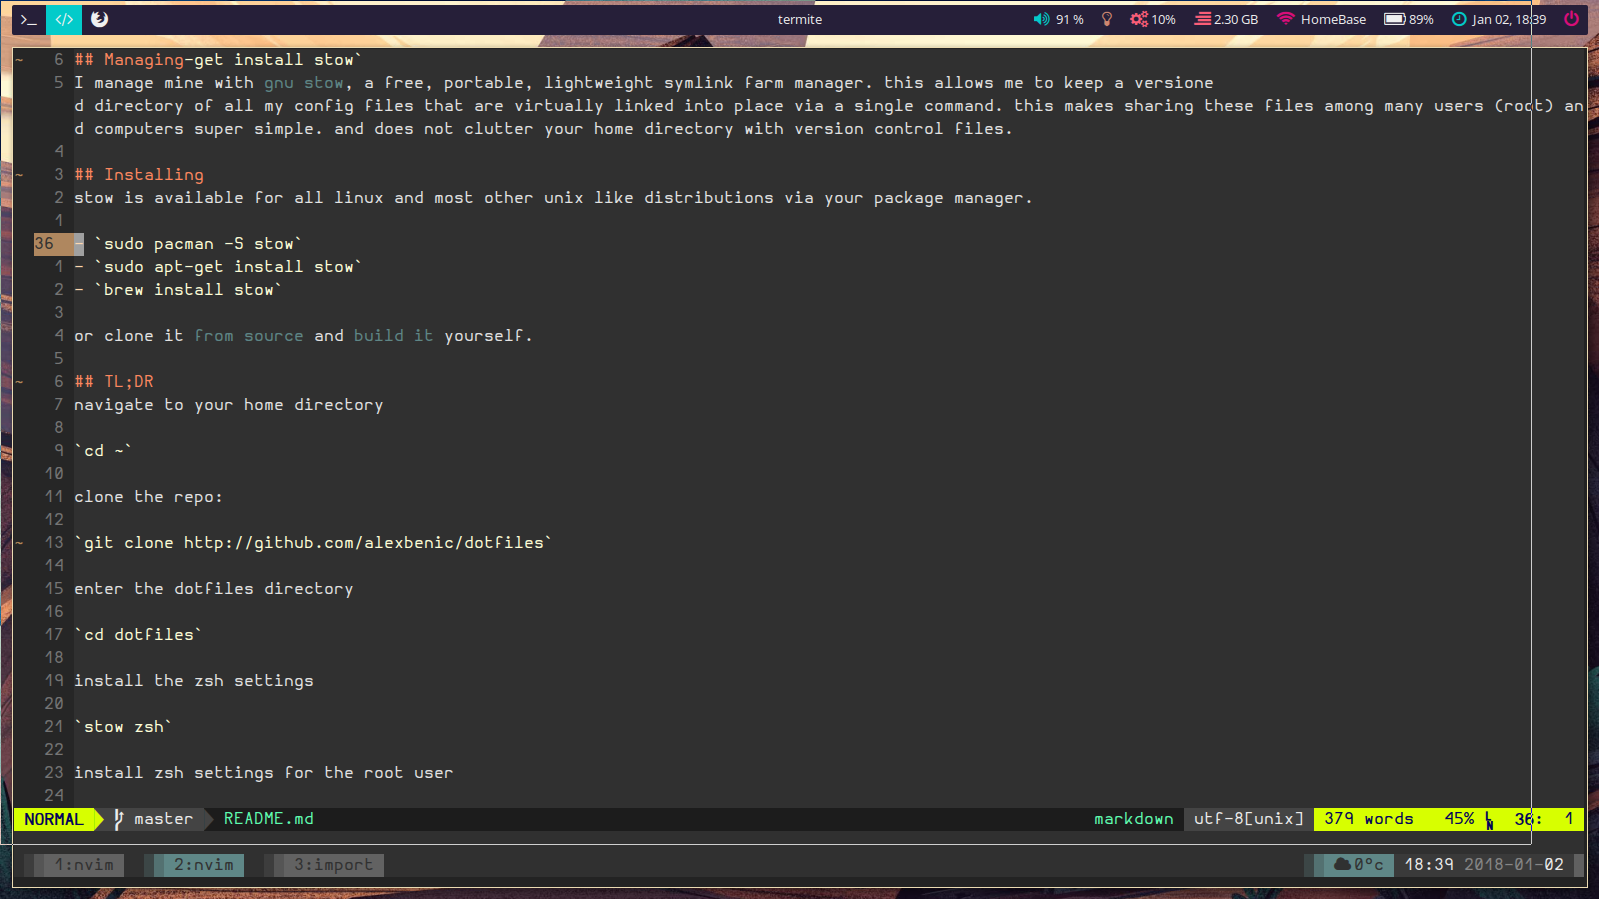 >_ </> termite 91 % 10% 2.30 GB HomeBase 89% Jan 02, 18:39
~ 6 ## Managing-get install stow`
5 I manage mine with gnu stow, a free, portable, lightweight symlink farm manager. this allows me to keep a versione
d directory of all my config files that are virtually linked into place via a single command. this makes sharing these files among many users (root) an
d computers super simple. and does not clutter your home directory with version control files.
4
~ 3 ## Installing
2 stow is available for all linux and most other unix like distributions via your package manager.
1
36 - `sudo pacman -S stow`
1 - `sudo apt-get install stow`
2 - `brew install stow`
3
4 or clone it from source and build it yourself.
5
~ 6 ## TL;DR
7 navigate to your home directory
8
9 `cd ~`
10
11 clone the repo:
12
~ 13 `git clone http://github.com/alexbenic/dotfiles`
14
15 enter the dotfiles directory
16
17 `cd dotfiles`
18
19 install the zsh settings
20
21 `stow zsh`
22
23 install zsh settings for the root user
24
NORMAL master README.md markdown utf-8[unix] 379 words 45% LN 36: 1
1:nvim 2:nvim 3:import 0°c 18:39 2018-01-02